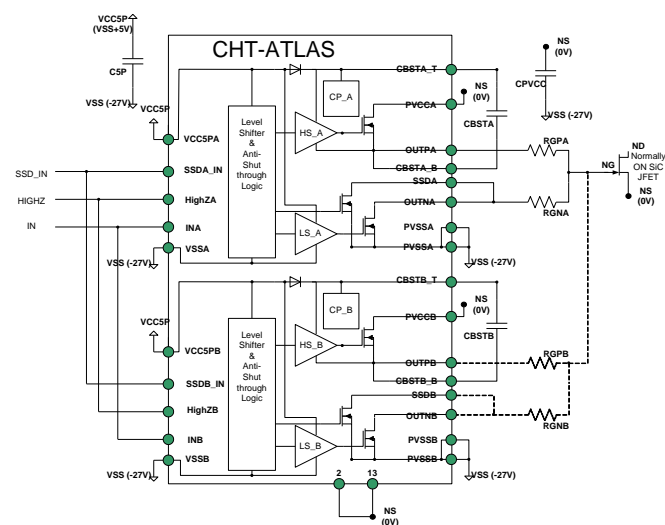 VCC5P
(VSS+5V)
C5P
VSS (-27V)
CHT-ATLAS
NS
(0V)
CPVCC
VSS (-27V)
VCC5P
VCC5PA
SSD_IN
SSDA_IN
HIGHZ
HighZA
IN
INA
VSSA
VSS (-27V)
Level
Shifter
&
Anti-
Shut
through
Logic
CP_A
HS_A
LS_A
CBSTA_T
PVCCA
NS
(0V)
CBSTA
OUTPA
CBSTA_B
SSDA
OUTNA
PVSSA
PVSSA
VSS (-27V)
RGPA
RGNA
NG
ND
Normally
ON SiC
JFET
NS
(0V)
VCC5P
VCC5PB
SSDB_IN
HighZB
INB
VSSB
VSS (-27V)
Level
Shifter
&
Anti-
Shut
through
Logic
CP_B
HS_B
LS_B
CBSTB_T
PVCCB
NS
(0V)
CBSTB
OUTPB
CBSTB_B
SSDB
OUTNB
PVSSB
PVSSB
VSS (-27V)
RGPB
RGNB
2
13
NS
(0V)